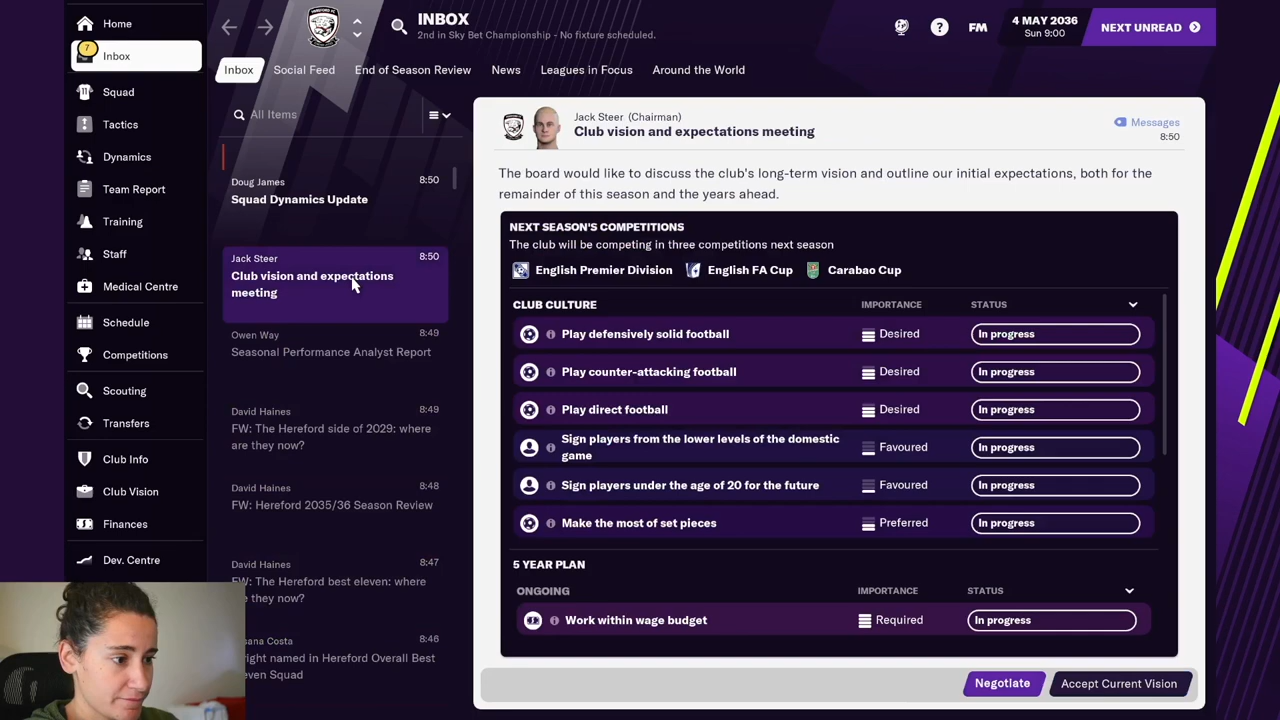 Home
7
Inbox
Squad
Tactics
Dynamics
Team Report
Training
Staff
Medical Centre
Schedule
Competitions
Scouting
Transfers
Club Info
Club Vision
Finances
Dev. Centre
INBOX
2nd in Sky Bet Championship - No fixture scheduled.
?
FM
4 MAY 2036
Sun 9:00
NEXT UNREAD
Inbox
Social Feed
End of Season Review
News
Leagues in Focus
Around the World
All Items
Doug James
8:50
Squad Dynamics Update
Jack Steer
8:50
Club vision and expectations
meeting
Owen Way
8:49
Seasonal Performance Analyst Report
David Haines
8:49
FW: The Hereford side of 2029: where
are they now?
David Haines
8:48
FW: Hereford 2035/36 Season Review
David Haines
8:47
FW: The Hereford best eleven: where
they now?
Costa
8:46
named in Hereford Overall Best
Squad
Jack Steer (Chairman)
Club vision and expectations meeting
Messages
8:50
The board would like to discuss the club's long-term vision and outline our initial expectations, both for the
remainder of this season and the years ahead.
NEXT SEASON'S COMPETITIONS
The club will be competing in three competitions next season
English Premier Division
English FA Cup
Carabao Cup
CLUB CULTURE
IMPORTANCE
STATUS
Play defensively solid football
Desired
In progress
Play counter-attacking football
Desired
In progress
Play direct football
Desired
In progress
Sign players from the lower levels of the domestic
game
Favoured
In progress
Sign players under the age of 20 for the future
Favoured
In progress
Make the most of set pieces
Preferred
In progress
5 YEAR PLAN
ONGOING
IMPORTANCE
STATUS
Work within wage budget
Required
In progress
Negotiate
Accept Current Vision